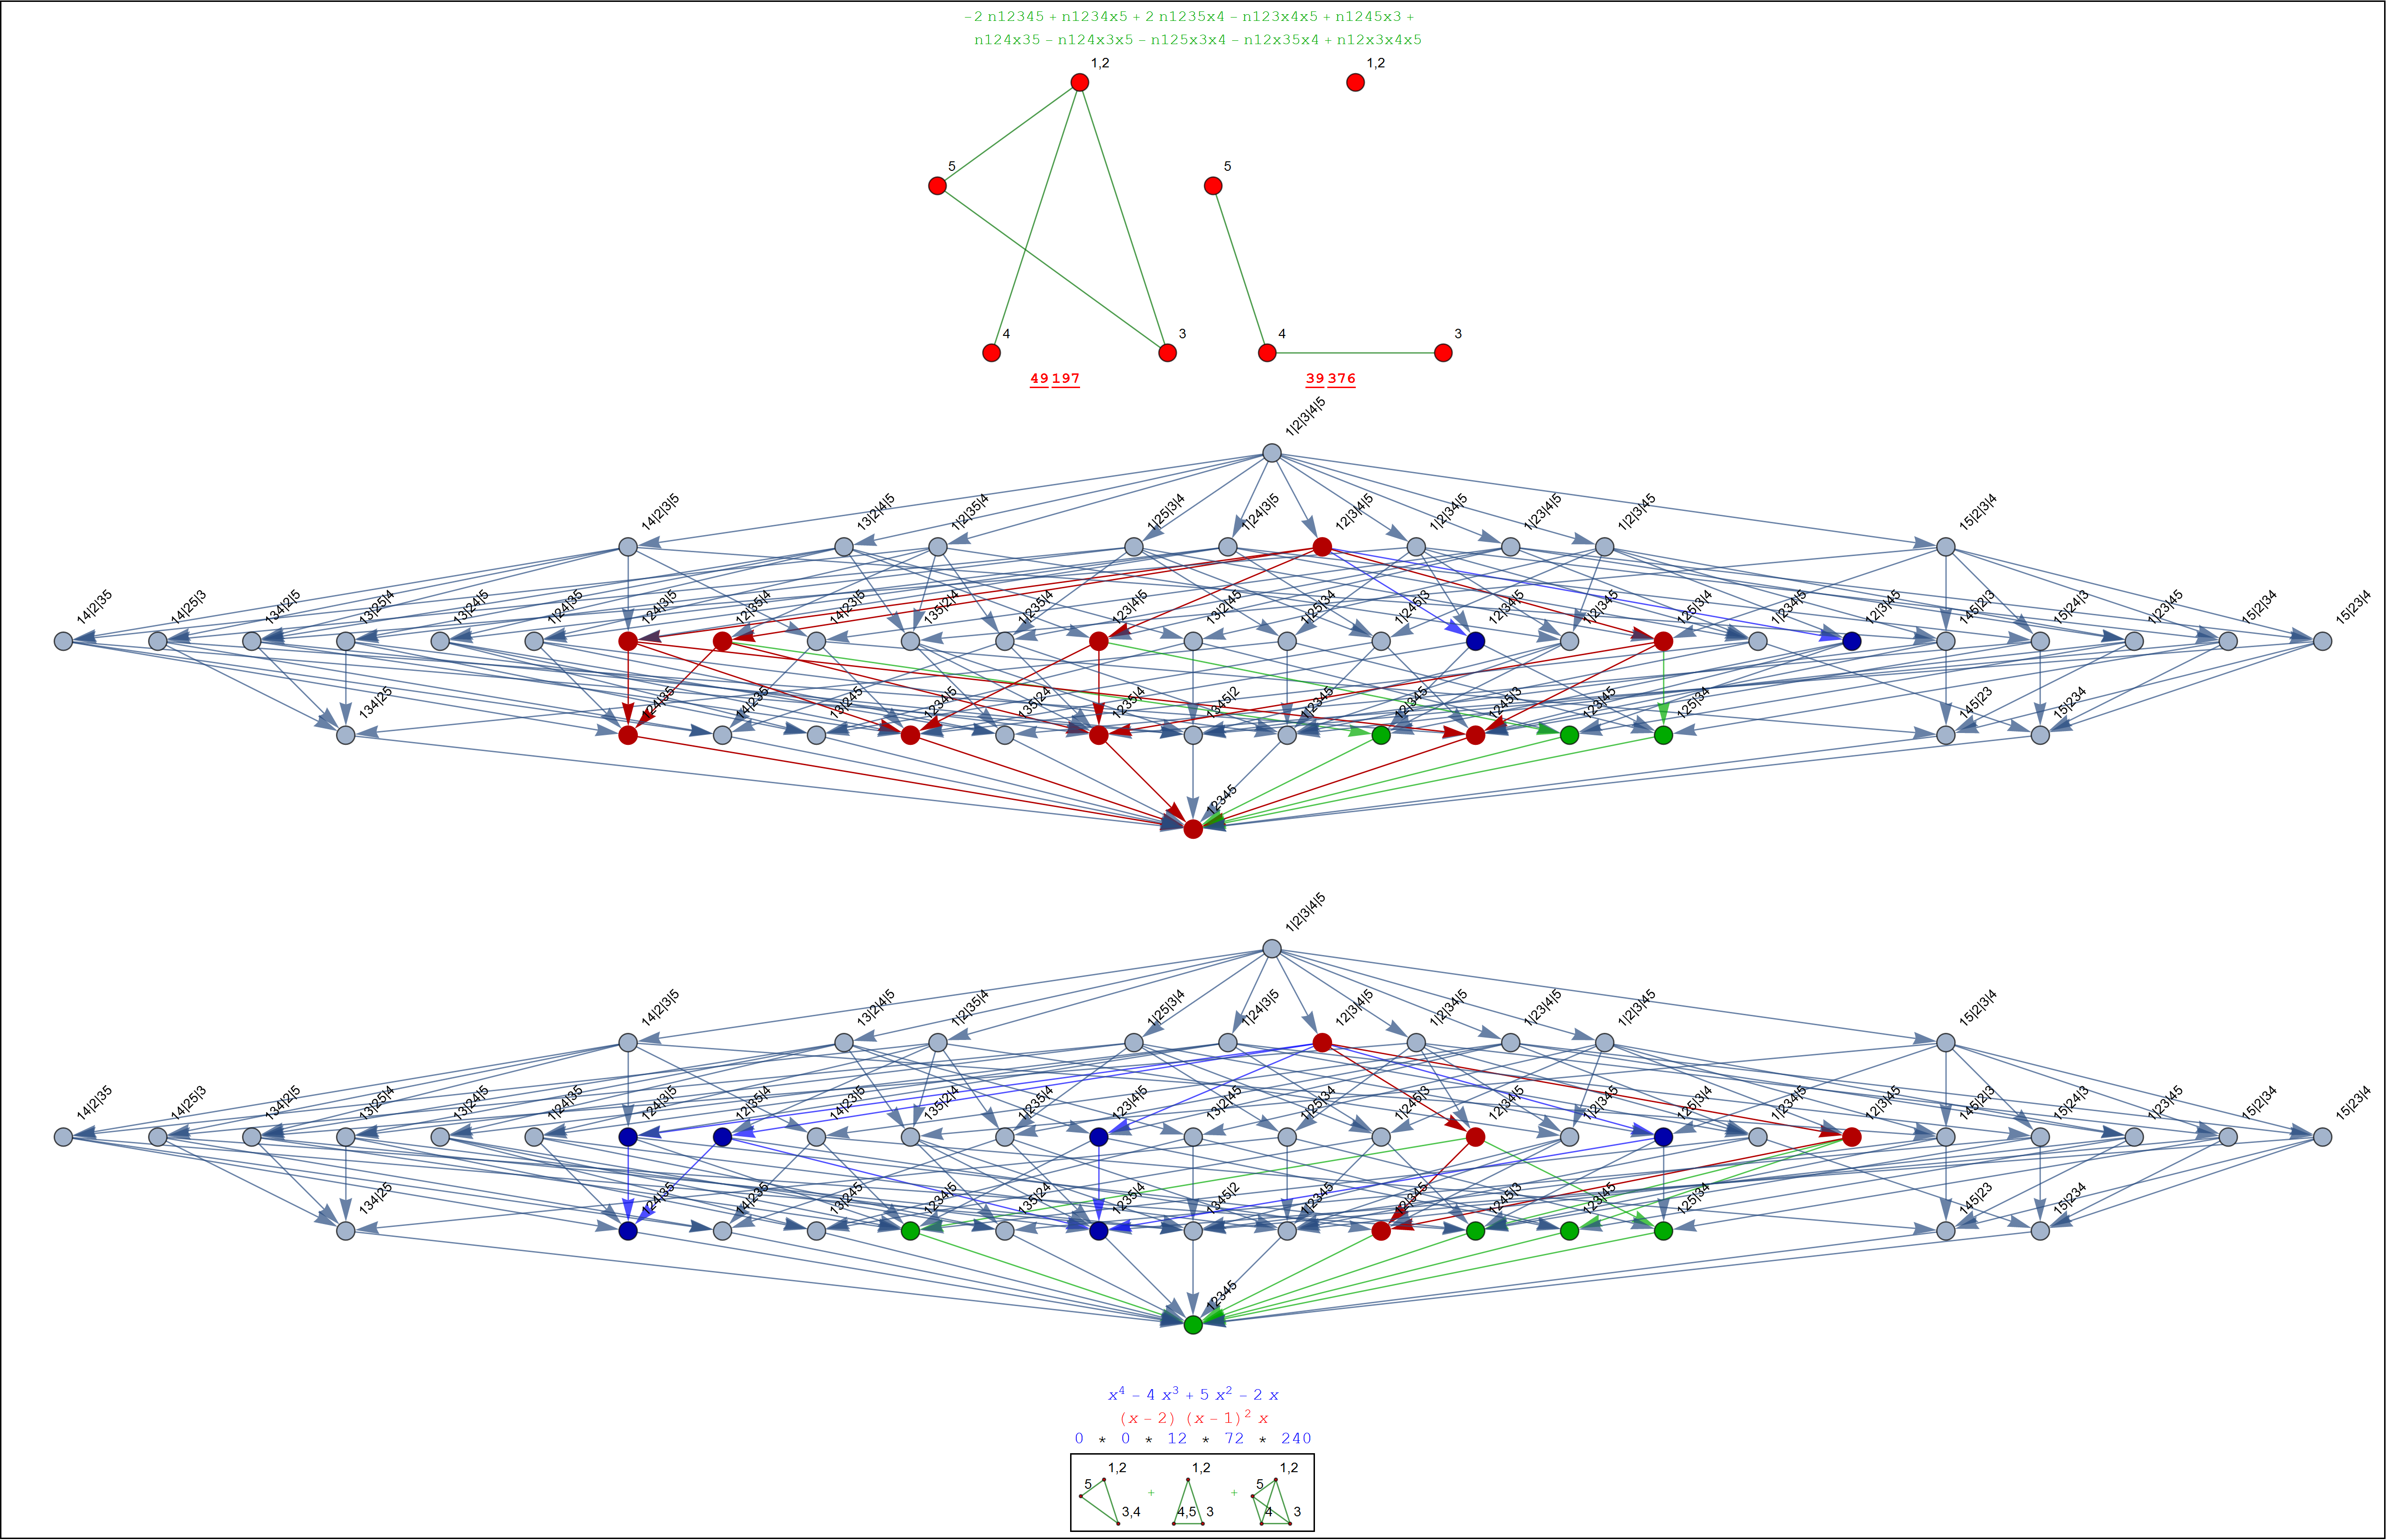 -2 n12345 + n1234x5 + 2 n1235x4 - n123x4x5 + n1245x3 +
n124x35 - n124x3x5 - n125x3x4 - n12x35x4 + n12x3x4x5
1,2 1,2
5 5
4 3 4 3
49 197 39 376
1|2|3|4|5
14|2|3|5 13|2|4|5 1|2|35|4 1|25|3|4 1|24|3|5 12|3|4|5 1|2|34|5 1|23|4|5 1|2|3|45 15|2|3|4
14|2|35 14|25|3 134|2|5 13|25|4 13|24|5 1|24|35 124|3|5 12|35|4 14|23|5 135|2|4 1|235|4 123|4|5 13|2|45 1|25|34 1|245|3 12|34|5 1|2|345 125|3|4 1|234|5 12|3|45 145|2|3 15|24|3 1|23|45 15|2|34 15|23|4
134|25 124|35 14|235 13|245 1234|5 135|24 1235|4 1345|2 1|2345 12|345 1245|3 123|45 125|34 145|23 15|234
12345
1|2|3|4|5
14|2|3|5 13|2|4|5 1|2|35|4 1|25|3|4 1|24|3|5 12|3|4|5 1|2|34|5 1|23|4|5 1|2|3|45 15|2|3|4
14|2|35 14|25|3 134|2|5 13|25|4 13|24|5 1|24|35 124|3|5 12|35|4 14|23|5 135|2|4 1|235|4 123|4|5 13|2|45 1|25|34 1|245|3 12|34|5 1|2|345 125|3|4 1|234|5 12|3|45 145|2|3 15|24|3 1|23|45 15|2|34 15|23|4
134|25 124|35 14|235 13|245 1234|5 135|24 1235|4 1345|2 1|2345 12|345 1245|3 123|45 125|34 145|23 15|234
12345
x⁴ - 4 x³ + 5 x² - 2 x
(x - 2) (x - 1)² x
0 * 0 * 12 * 72 * 240
1,2 1,2 1,2
5 + + 5
3,4 4,5 3 4 3